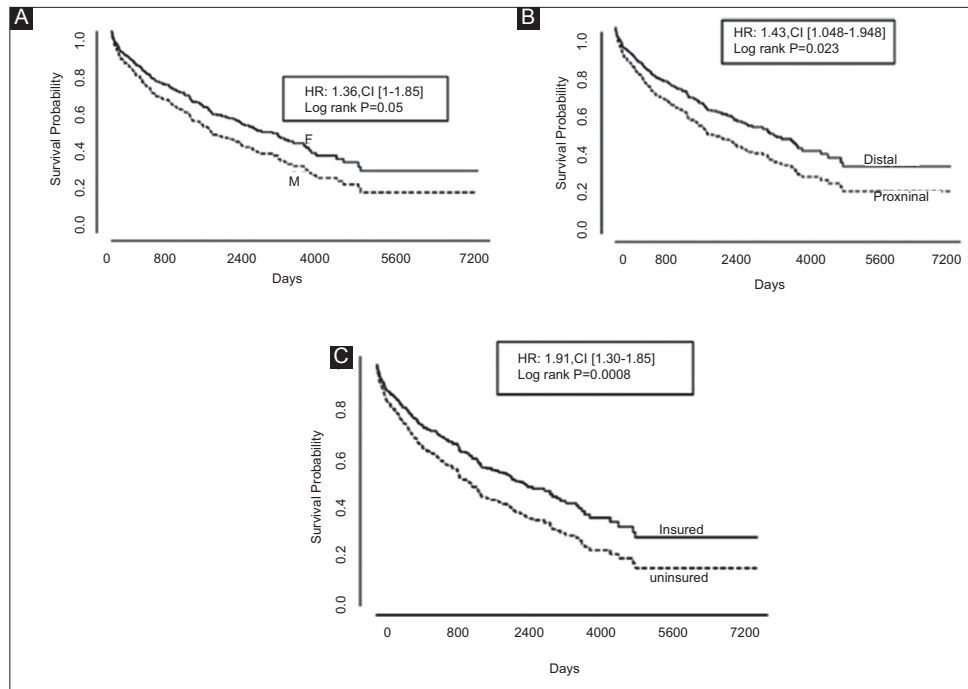 A
HR: 1.36,CI [1-1.85]
Log rank P=0.05
Survival Probability
0.0 0.2 0.4 0.6 0.8 1.0
F
M
0 800 2400 4000 5600 7200
Days
B
HR: 1.43,CI [1.048-1.948]
Log rank P=0.023
Survival Probability
0.0 0.2 0.4 0.6 0.8 1.0
Distal
Proxninal
0 800 2400 4000 5600 7200
Days
C
HR: 1.91,CI [1.30-1.85]
Log rank P=0.0008
Survival Probability
0.0 0.2 0.4 0.6 0.8
Insured
uninsured
0 800 2400 4000 5600 7200
Days